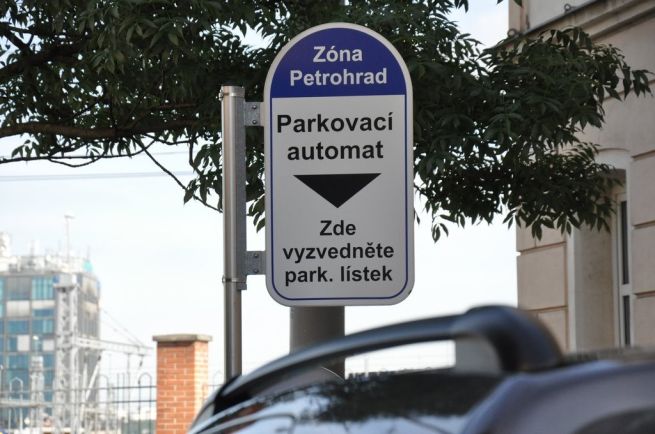 Zóna
Petrohrad
Parkovací
automat
Zde
vyzvedněte
park. lístek